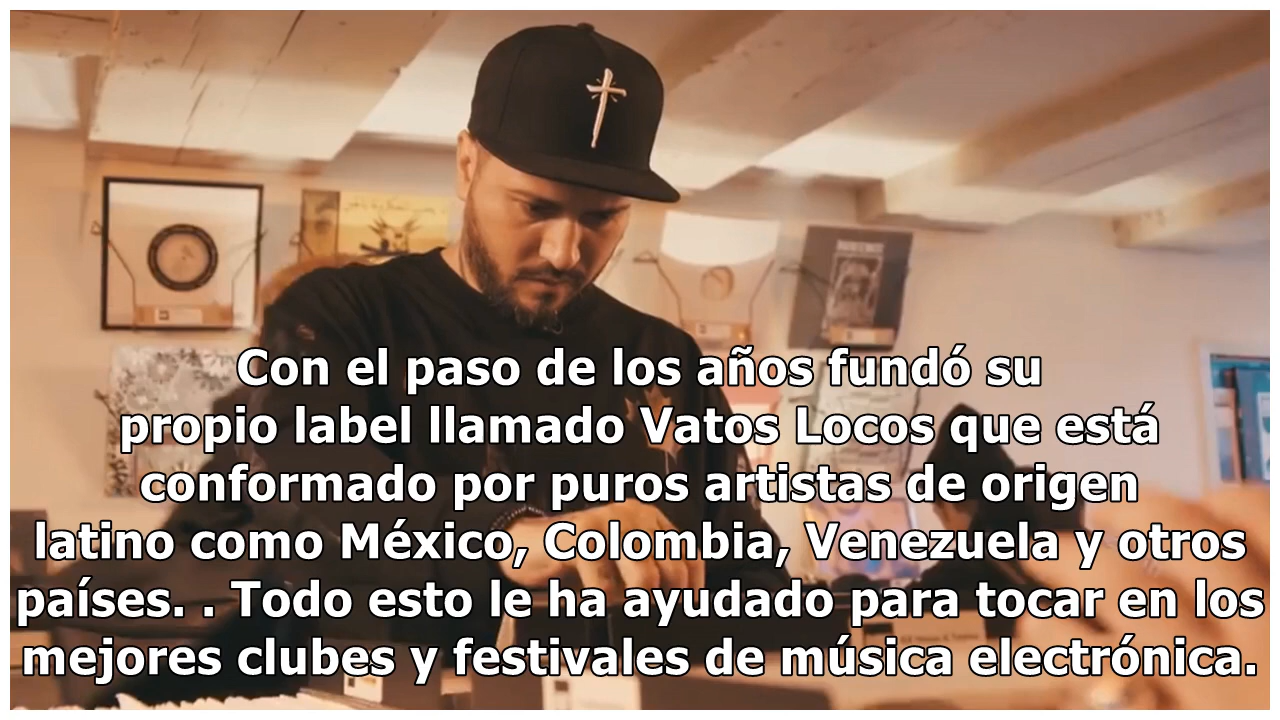 Con el paso de los años fundó su
propio label llamado Vatos Locos que está
conformado por puros artistas de origen
latino como México, Colombia, Venezuela y otros
países. . Todo esto le ha ayudado para tocar en los
mejores clubes y festivales de música electrónica.